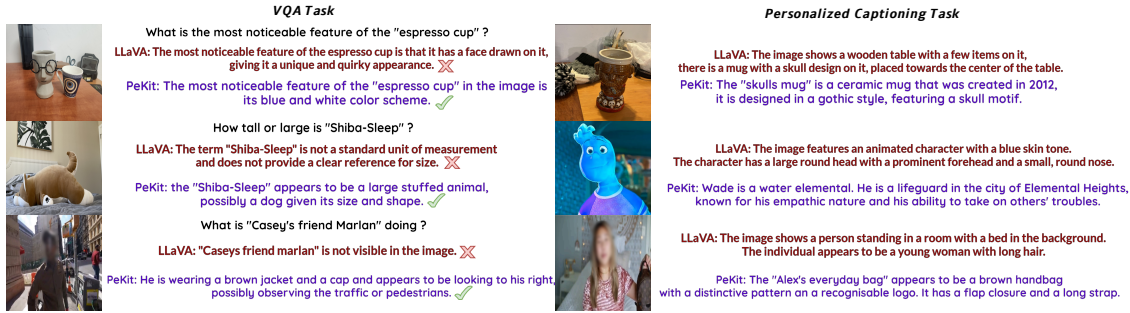 VQA Task
What is the most noticeable feature of the "espresso cup" ?
LLaVA: The most noticeable feature of the espresso cup is that it has a face drawn on it,
giving it a unique and quirky appearance.
PeKit: The most noticeable feature of the "espresso cup" in the image is
its blue and white color scheme.
How tall or large is "Shiba-Sleep" ?
LLaVA: The term "Shiba-Sleep" is not a standard unit of measurement
and does not provide a clear reference for size.
PeKit: the "Shiba-Sleep" appears to be a large stuffed animal,
possibly a dog given its size and shape.
What is "Casey's friend Marlan" doing ?
LLaVA: "Caseys friend marlan" is not visible in the image.
PeKit: He is wearing a brown jacket and a cap and appears to be looking to his right,
possibly observing the traffic or pedestrians.
Personalized Captioning Task
LLaVA: The image shows a wooden table with a few items on it,
there is a mug with a skull design on it, placed towards the center of the table.
PeKit: The "skulls mug" is a ceramic mug that was created in 2012,
it is designed in a gothic style, featuring a skull motif.
LLaVA: The image features an animated character with a blue skin tone.
The character has a large round head with a prominent forehead and a small, round nose.
PeKit: Wade is a water elemental. He is a lifeguard in the city of Elemental Heights,
known for his empathic nature and his ability to take on others' troubles.
LLaVA: The image shows a person standing in a room with a bed in the background.
The individual appears to be a young woman with long hair.
PeKit: The "Alex's everyday bag" appears to be a brown handbag
with a distinctive pattern an a recognisable logo. It has a flap closure and a long strap.